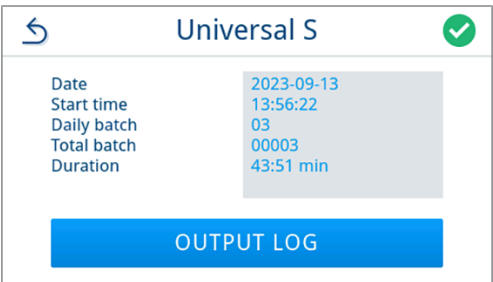 Universal S
Date 2023-09-13
Start time 13:56:22
Daily batch 03
Total batch 00003
Duration 43:51 min
OUTPUT LOG